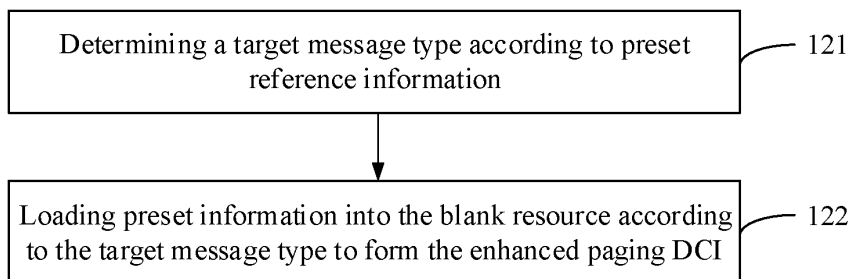 Determining a target message type according to preset
reference information
121
Loading preset information into the blank resource according
to the target message type to form the enhanced paging DCI
122